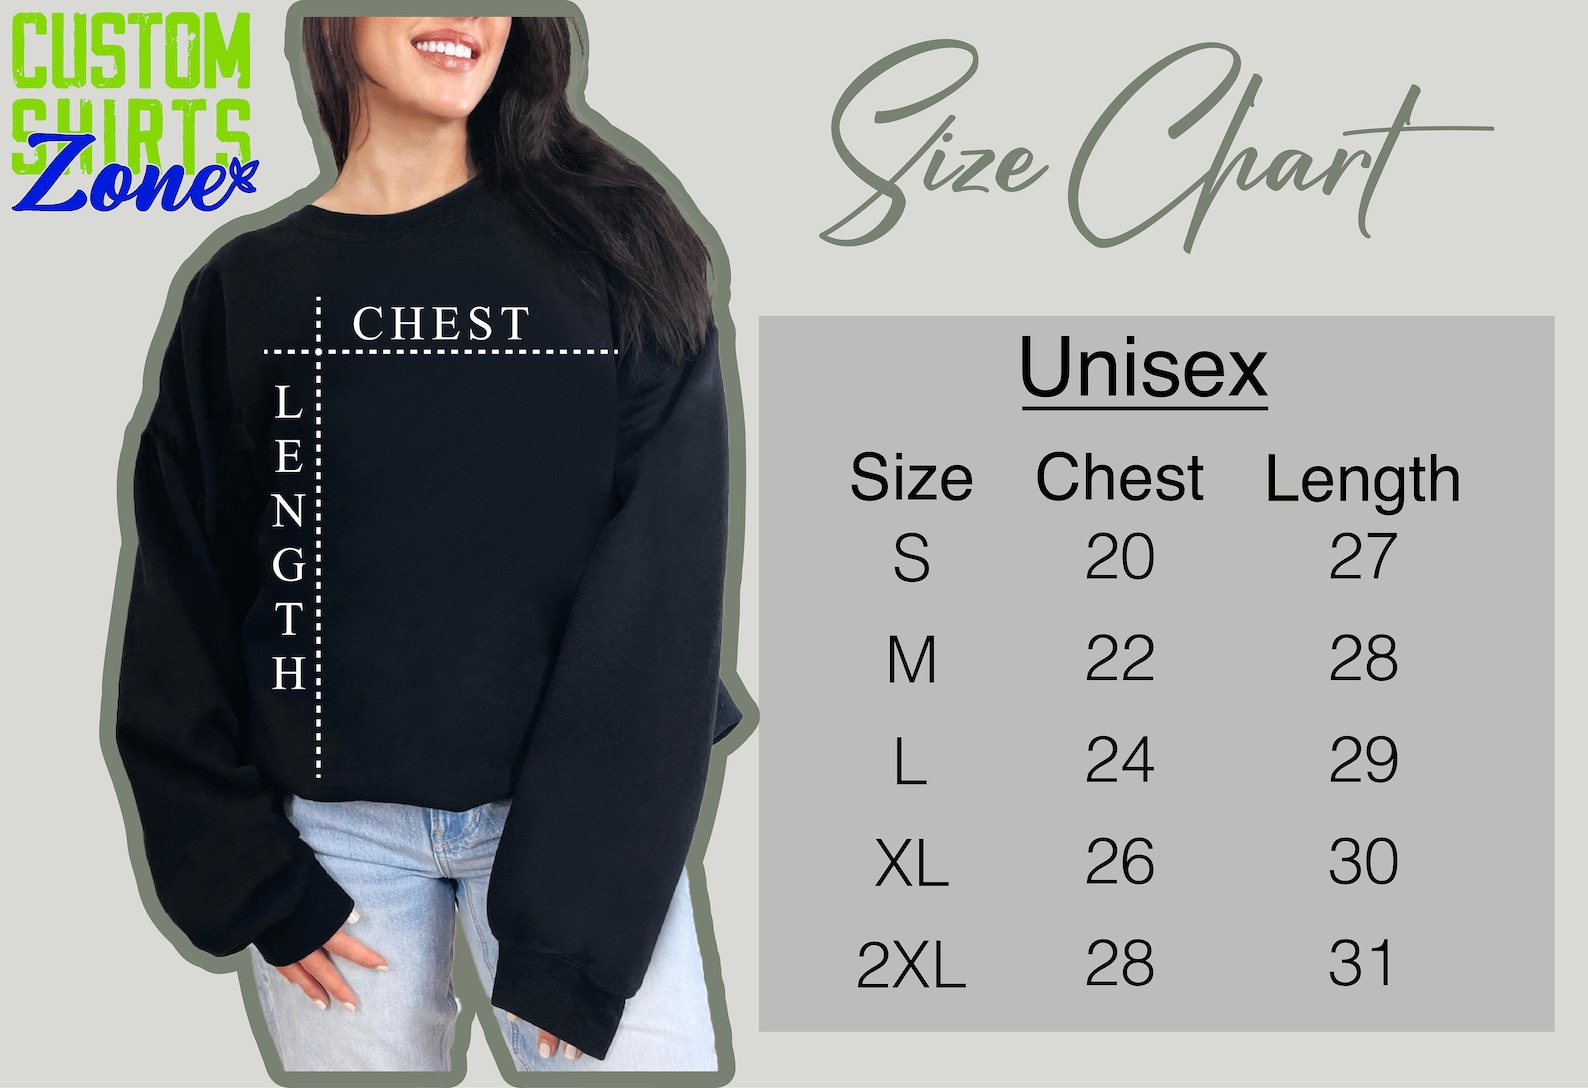 CUSTOM
SHIRTS
Zone
CHEST
LENGTH
Size Chart
Unisex
Size Chest Length
S 20 27
M 22 28
L 24 29
XL 26 30
2XL 28 31